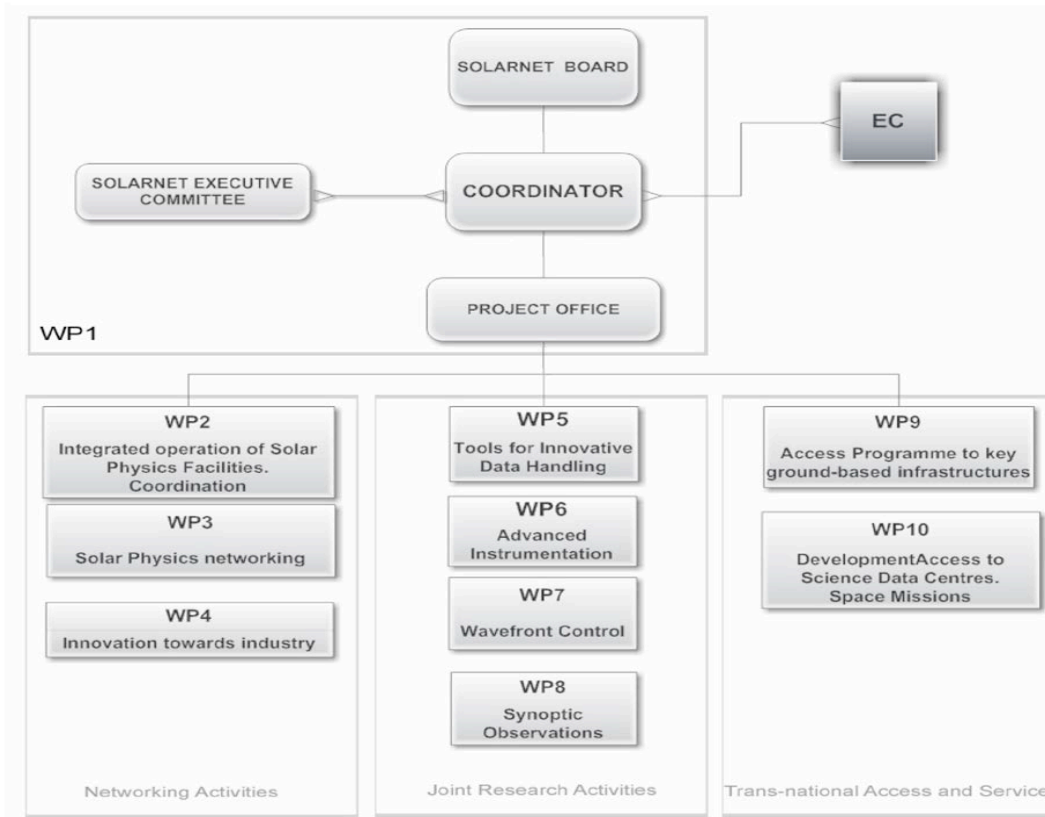 SOLARNET BOARD
EC
SOLARNET EXECUTIVE
COMMITTEE
COORDINATOR
PROJECT OFFICE
WP1
WP2
Integrated operation of Solar
Physics Facilities.
Coordination
WP3
Solar Physics networking
WP4
Innovation towards industry
Networking Activities
WP5
Tools for Innovative
Data Handling
WP6
Advanced
Instrumentation
WP7
Wavefront Control
WP8
Synoptic
Observations
Joint Research Activities
WP9
Access Programme to key
ground-based infrastructures
WP10
DevelopmentAccess to
Science Data Centres.
Space Missions
Trans-national Access and Service